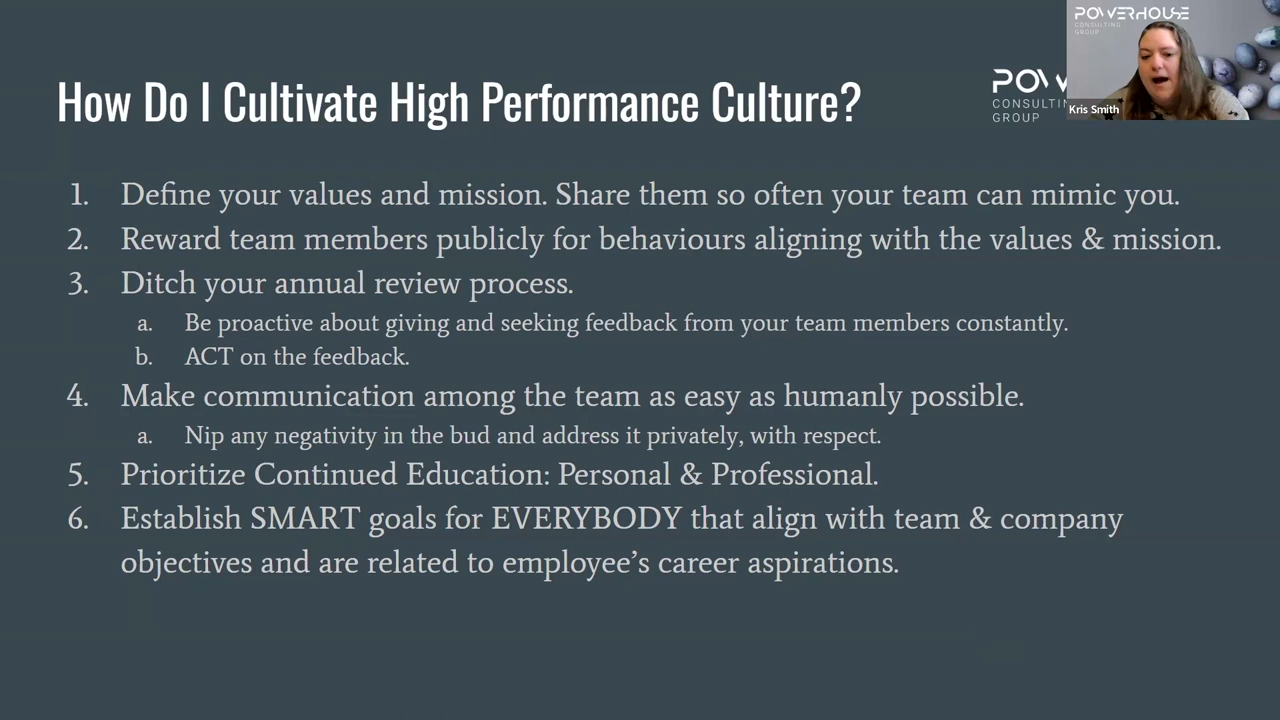 POWERHOUSE
CONSULTING
GROUP
Kris Smith
How Do I Cultivate High Performance Culture?
GROUP
1. Define your values and mission. Share them so often your team can mimic you.
2. Reward team members publicly for behaviours aligning with the values & mission.
3. Ditch your annual review process.
a. Be proactive about giving and seeking feedback from your team members constantly.
b. ACT on the feedback.
4. Make communication among the team as easy as humanly possible.
a. Nip any negativity in the bud and address it privately, with respect.
5. Prioritize Continued Education: Personal & Professional.
6. Establish SMART goals for EVERYBODY that align with team & company
objectives and are related to employee’s career aspirations.